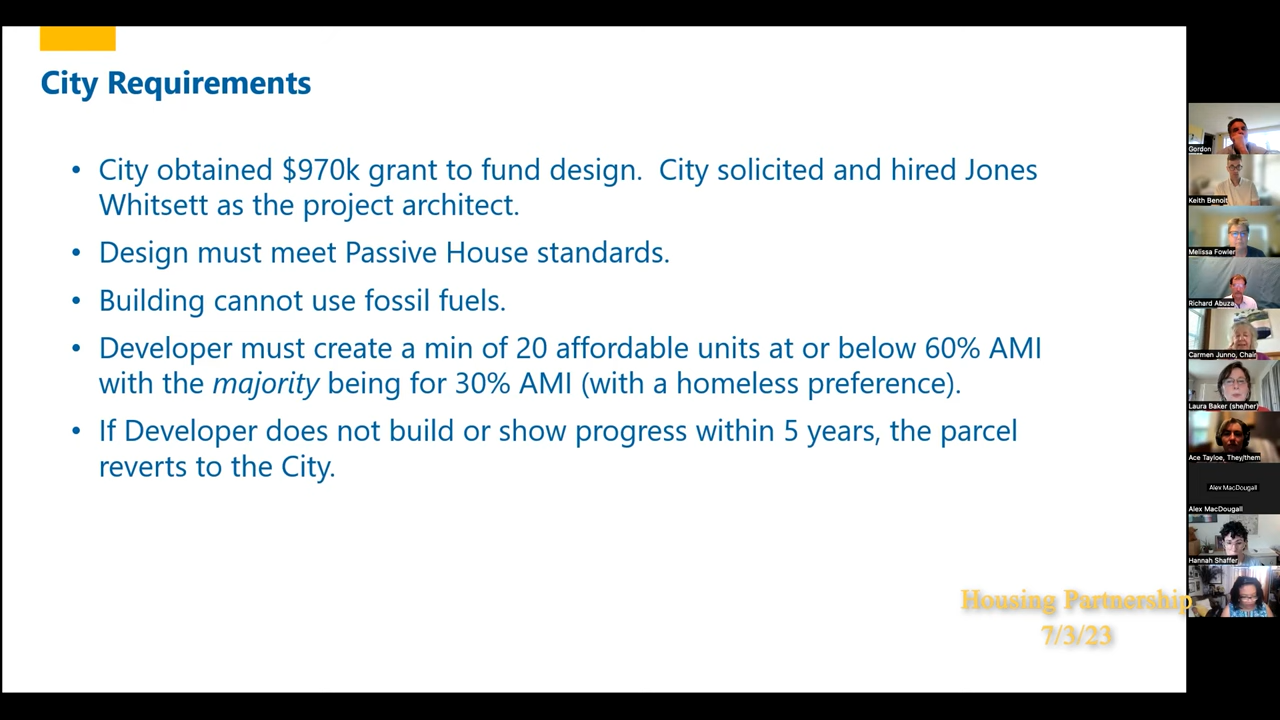 City Requirements
• City obtained $970k grant to fund design.  City solicited and hired Jones
Whitsett as the project architect.
• Design must meet Passive House standards.
• Building cannot use fossil fuels.
• Developer must create a min of 20 affordable units at or below 60% AMI
with the majority being for 30% AMI (with a homeless preference).
• If Developer does not build or show progress within 5 years, the parcel
reverts to the City.
Housing Partnership
7/3/23
Gordon
Keith Benoit
Melissa Fowler
Richard Abuza
Carmen Junno, Chair
Laura Baker (she/her)
Ace Tayloe, They/them
Alex MacDougall
Alex MacDougall
Hannah Shaffer